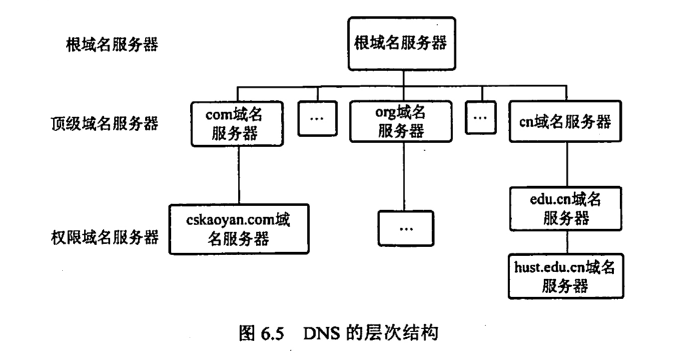 根域名服务器
根域名服务器
顶级域名服务器
com域名
服务器
...
org域名
服务器
...
cn域名服务器
权限域名服务器
cskaoyan.com域
名服务器
...
edu.cn域名
服务器
hust.edu.cn域名
服务器
图 6.5 DNS 的层次结构